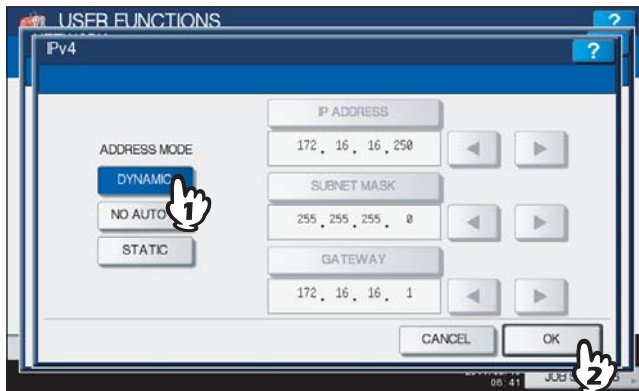 USER FUNCTIONS
?
IPv4
?
IP ADDRESS
ADDRESS MODE
172. 16. 16.250
DYNAMIC
SUBNET MASK
NO AUTO
1
255.255.255. 0
STATIC
GATEWAY
172. 16. 16. 1
CANCEL
OK
2
06:41